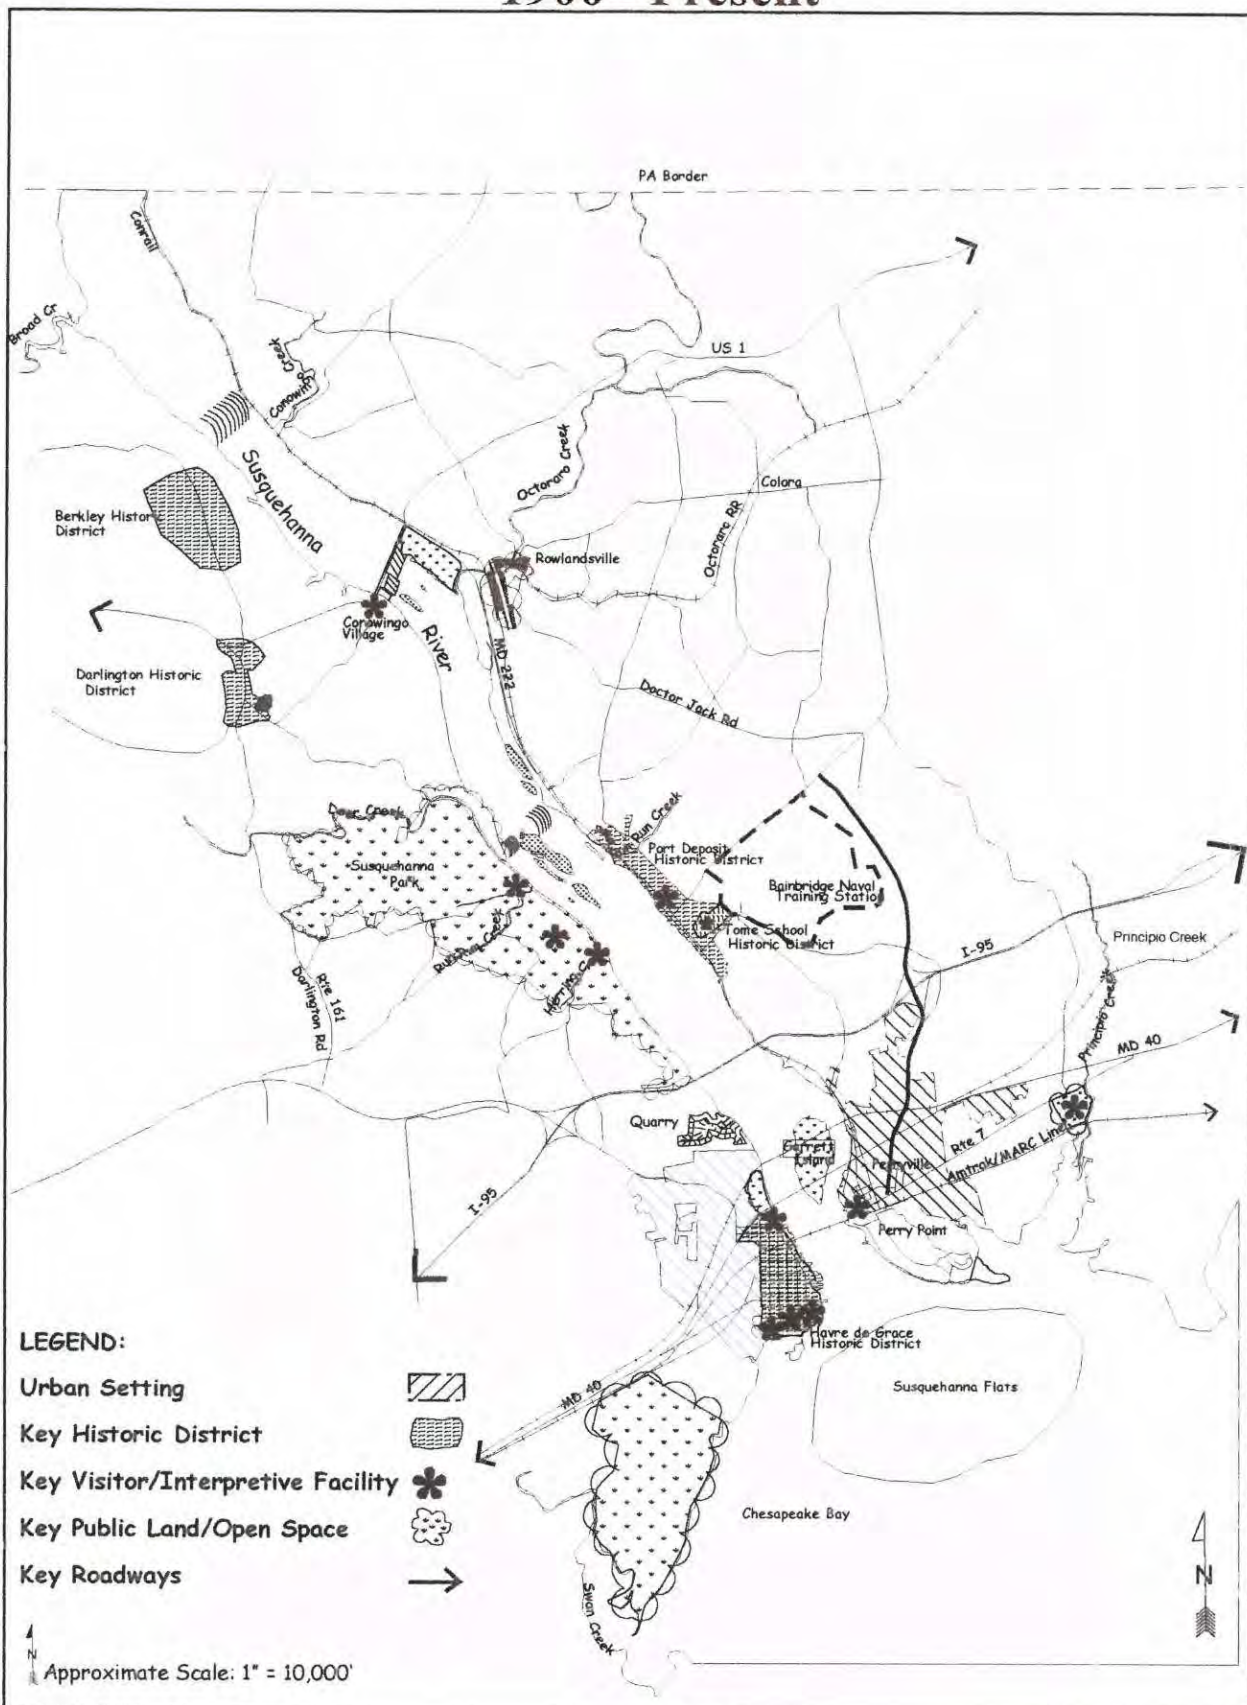 1900 - Present
PA Border
Conrail
Broad Cr
US 1
Conowingo
Creek
Susquehanna
River
Octoraro Creek
Colora
Octoraro RR
Berkley Histor
District
Rowlandsville
Conowingo
Village
MD 222
Darlington Historic
District
Doctor Jack Rd
Deer Creek
Run Creek
Port Deposit
Historic District
Susquehanna
Park
Bainbridge Naval
Training Statio
Tome School
Historic District
Principio Creek
I-95
Rte 161
Darlington Rd
Principio Creek
MD 40
Quarry
Garrett
Island
Perryville
Rte 7
Amtrak/MARC Line
I-95
Perry Point
Havre de Grace
Historic District
MD 40
Susquehanna Flats
Chesapeake Bay
Swan Creek
LEGEND:
Urban Setting
Key Historic District
Key Visitor/Interpretive Facility
Key Public Land/Open Space
Key Roadways
N
N
Approximate Scale: 1" = 10,000'